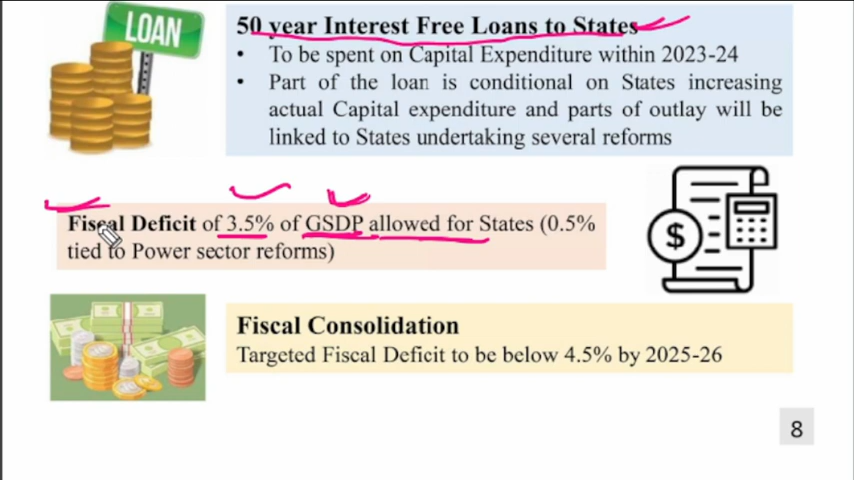 LOAN
50 year Interest Free Loans to States
• To be spent on Capital Expenditure within 2023-24
• Part of the loan is conditional on States increasing
actual Capital expenditure and parts of outlay will be
linked to States undertaking several reforms
Fiscal Deficit of 3.5% of GSDP allowed for States (0.5%
tied to Power sector reforms)
$
Fiscal Consolidation
Targeted Fiscal Deficit to be below 4.5% by 2025-26
8